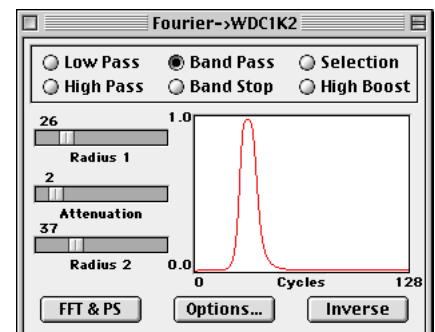 Fourier->WDC1K2
Low Pass Band Pass Selection
High Pass Band Stop High Boost
26
Radius 1
2
Attenuation
37
Radius 2
1.0
0.0
0 Cycles 128
FFT & PS Options... Inverse